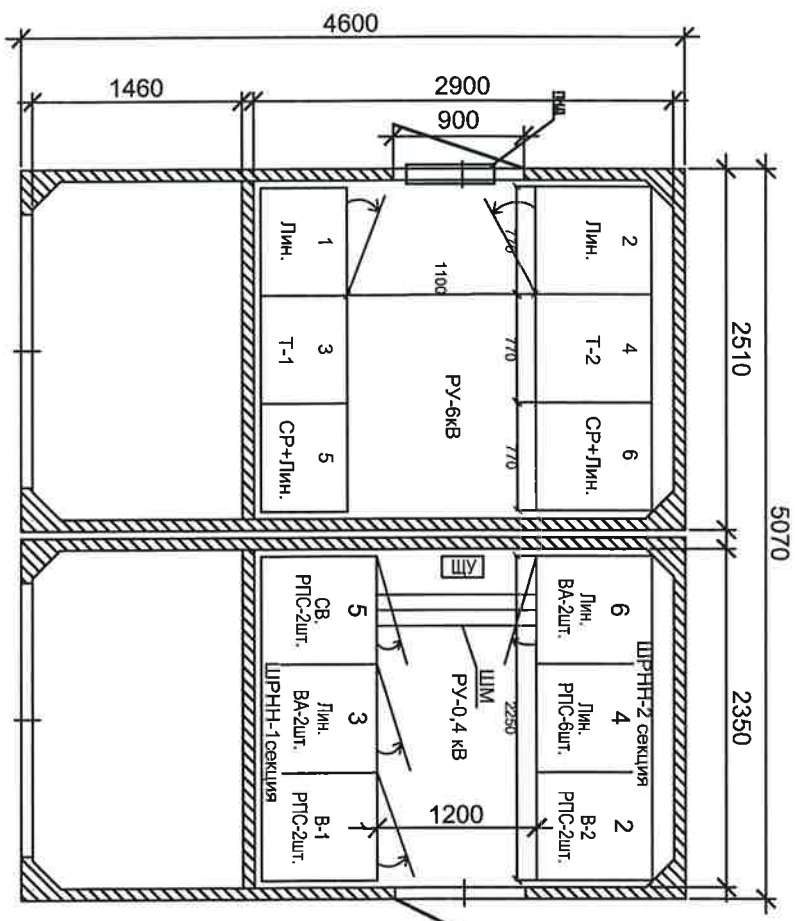 4600
1460
2900
900
ПНД
2510
5070
2350
2
Лин.
4
Т-2
6
СР+Лин.
770
770
770
1100
РУ-6кВ
1
Лин.
3
Т-1
5
СР+Лин.
6
Лин.
ВА-2шт.
ШРНН-2 секция
4
Лин.
РПС-6шт.
2
В-2
РПС-2шт.
ЩУ
ШМ
РУ-0,4 кВ
2250
1200
5
СВ.
РПС-2шт.
3
Лин.
ВА-2шт.
ШРНН-1секция
1
В-1
РПС-2шт.